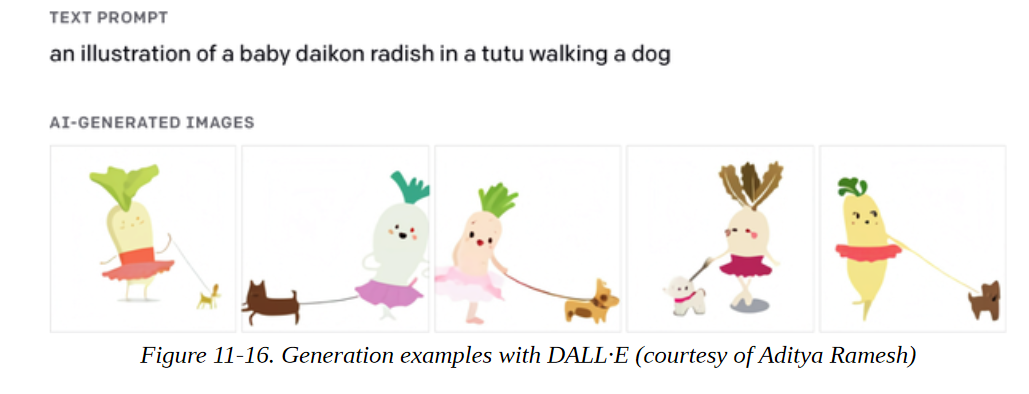 TEXT PROMPT
an illustration of a baby daikon radish in a tutu walking a dog
AI-GENERATED IMAGES
Figure 11-16. Generation examples with DALL·E (courtesy of Aditya Ramesh)